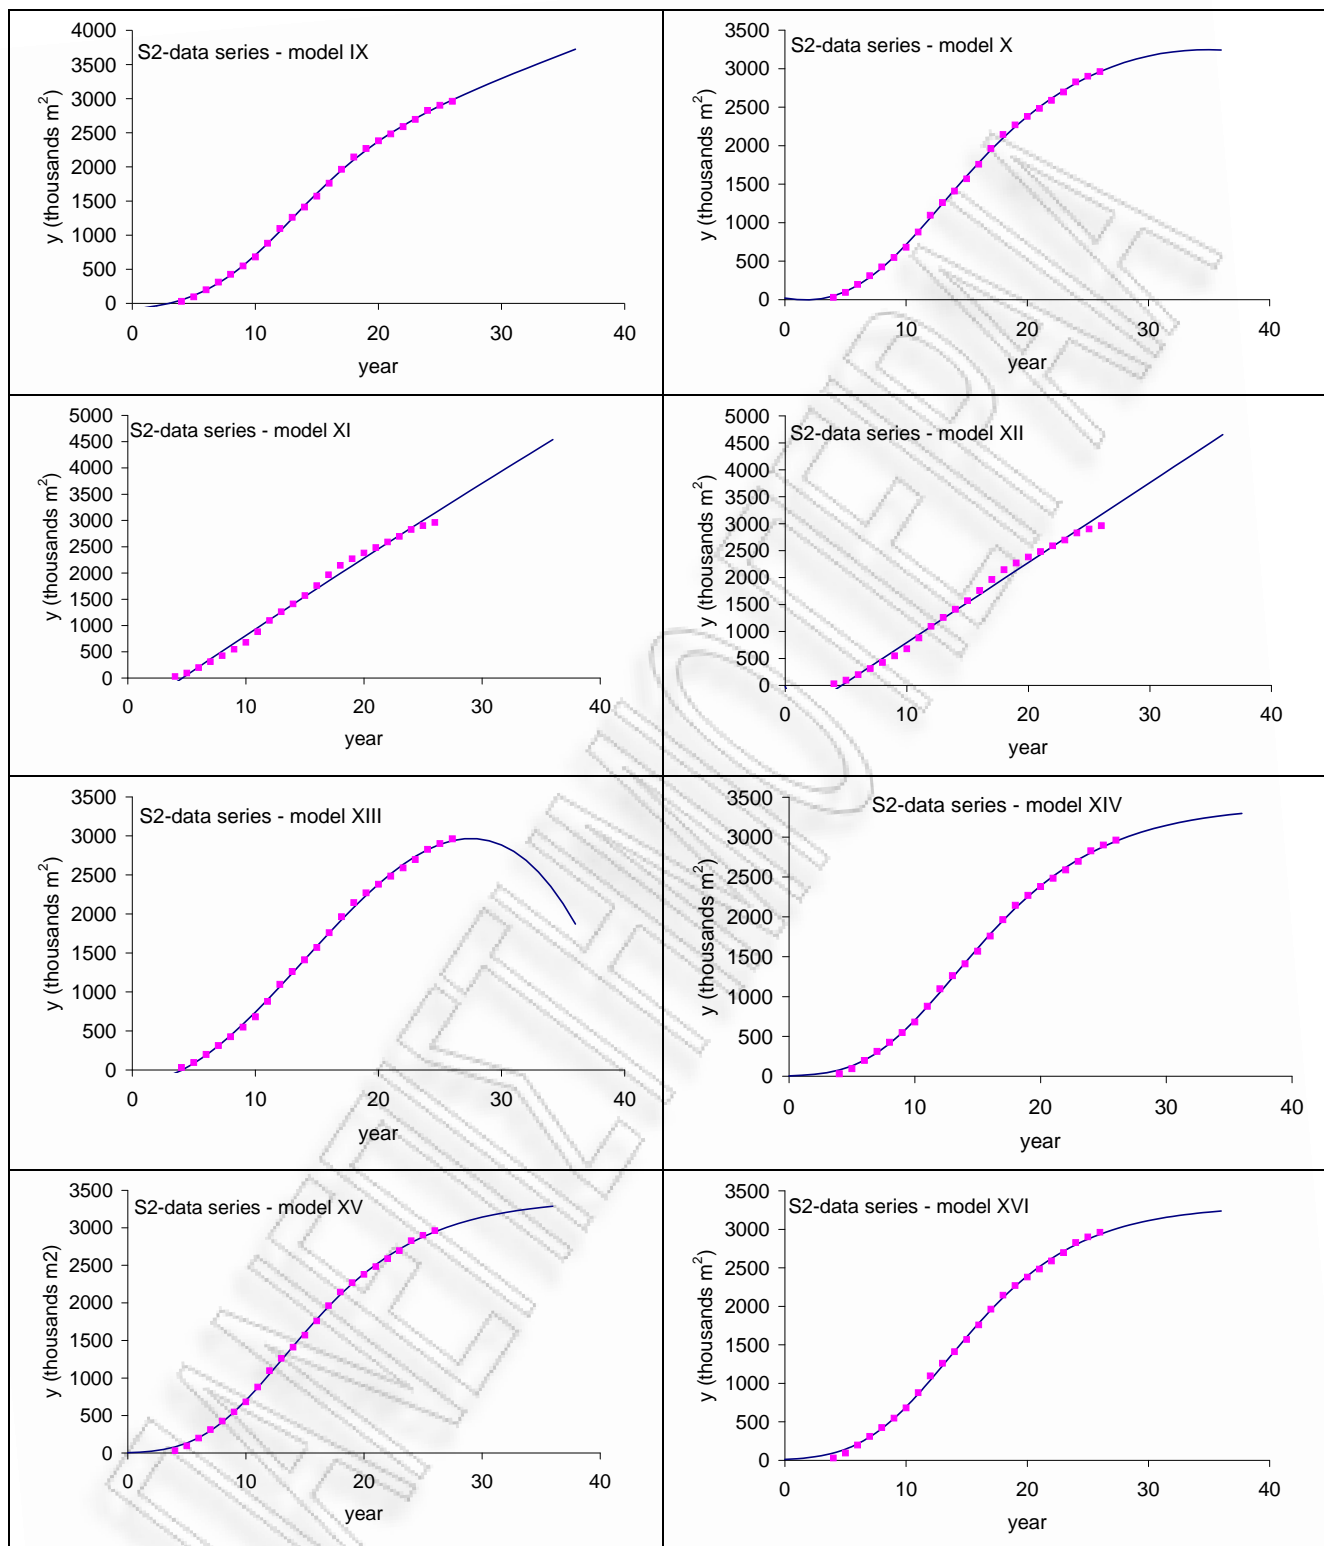 S2-data series - model IX
y (thousands m²)
4000
3500
3000
2500
2000
1500
1000
500
0
0 10 20 30 40
year
S2-data series - model X
y (thousands m²)
3500
3000
2500
2000
1500
1000
500
0
0 10 20 30 40
year
S2-data series - model XI
y (thousands m²)
5000
4500
4000
3500
3000
2500
2000
1500
1000
500
0
0 10 20 30 40
year
S2-data series - model XII
y (thousands m²)
5000
4500
4000
3500
3000
2500
2000
1500
1000
500
0
0 10 20 30 40
year
S2-data series - model XIII
y (thousands m²)
3500
3000
2500
2000
1500
1000
500
0
0 10 20 30 40
year
S2-data series - model XIV
y (thousands m²)
3500
3000
2500
2000
1500
1000
500
0
0 10 20 30 40
year
S2-data series - model XV
y (thousands m2)
3500
3000
2500
2000
1500
1000
500
0
0 10 20 30 40
year
S2-data series - model XVI
y (thousands m²)
3500
3000
2500
2000
1500
1000
500
0
0 10 20 30 40
year
ΠΑΝΕΠΙΣΤΗΜΙΟ ΠΕΙΡΑΙΑ